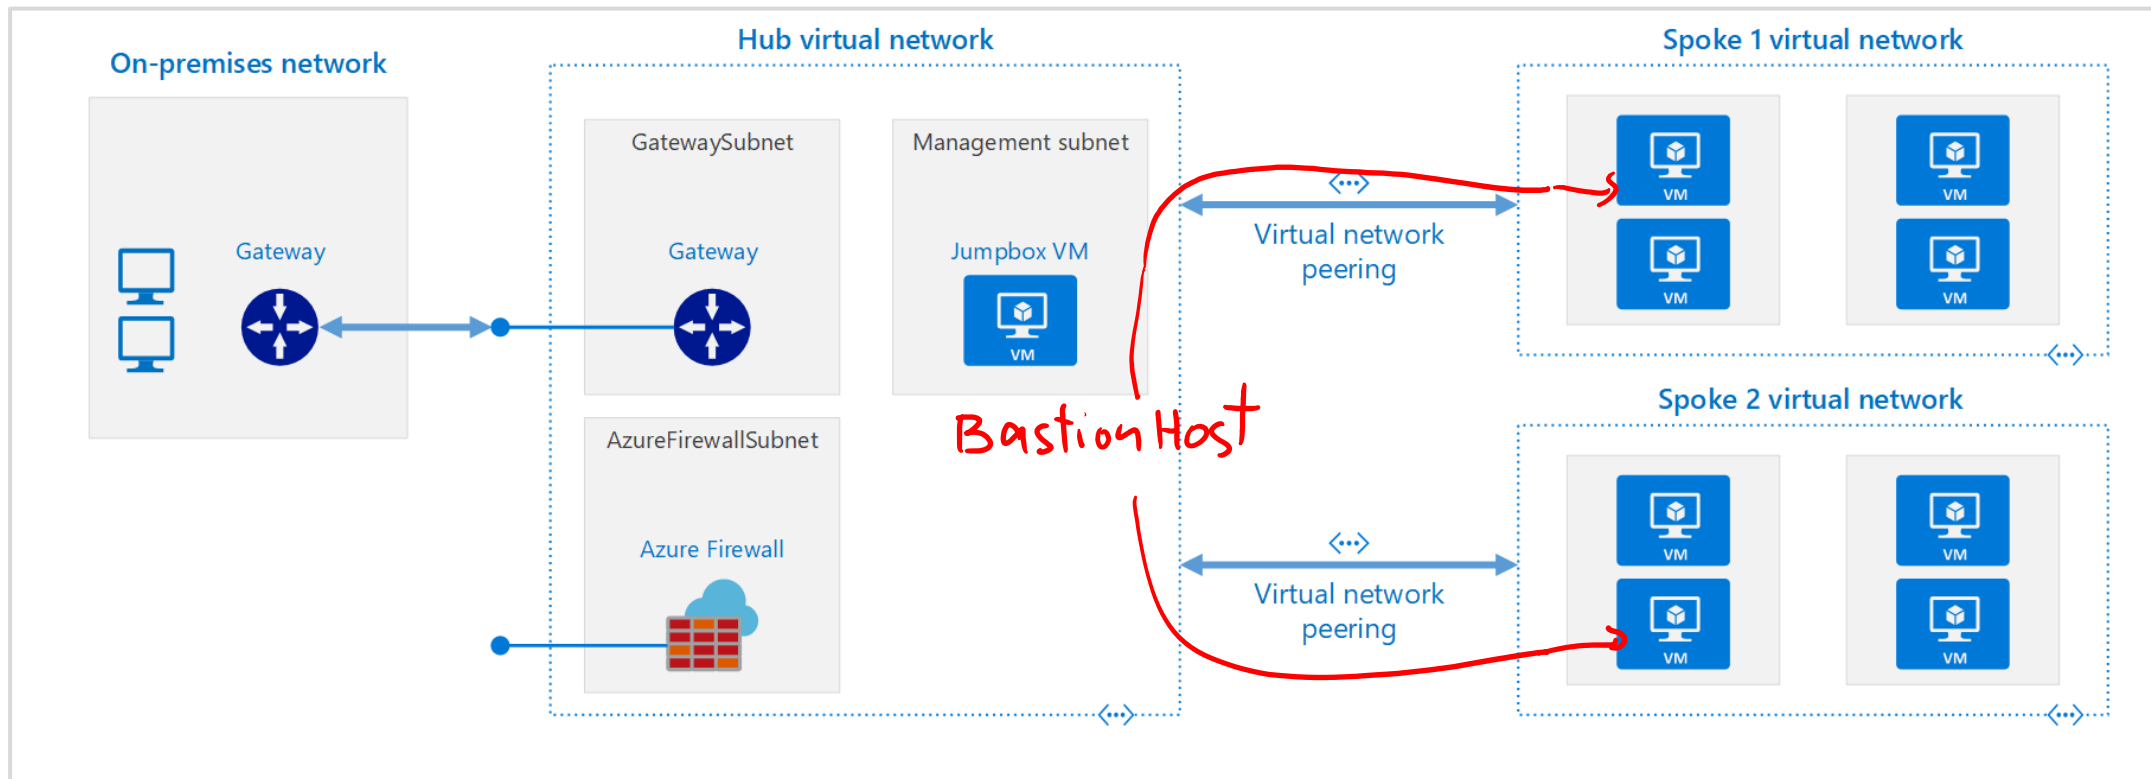 On-premises network
Gateway
Hub virtual network
GatewaySubnet
Gateway
Management subnet
Jumpbox VM
VM
AzureFirewallSubnet
Azure Firewall
Bastion Host
Virtual network
peering
Virtual network
peering
Spoke 1 virtual network
VM
VM
VM
VM
Spoke 2 virtual network
VM
VM
VM
VM